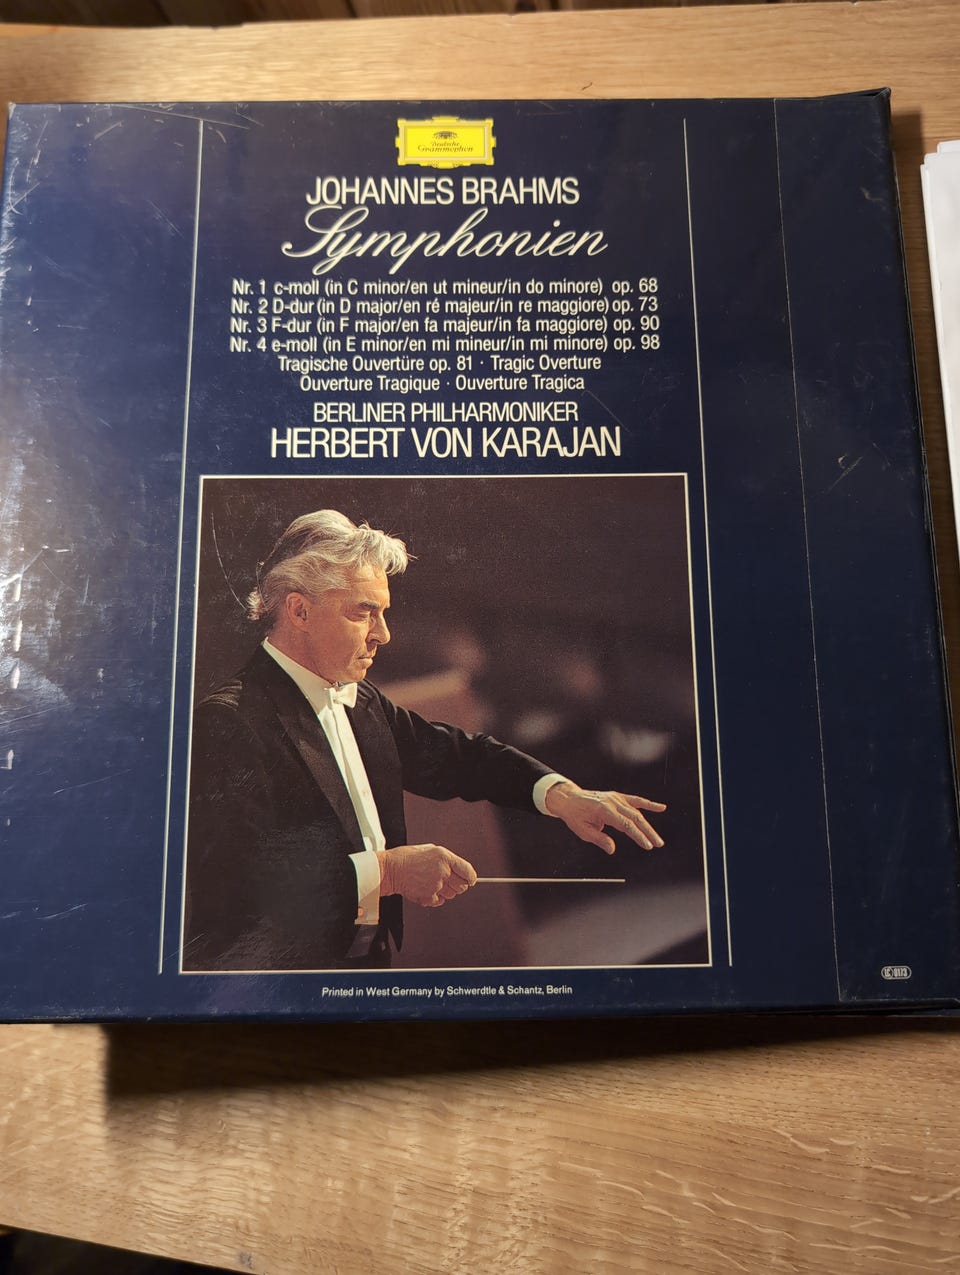 Deutsche
Grammophon
JOHANNES BRAHMS
Symphonien
Nr. 1 c-moll (in C minor/en ut mineur/in do minore) op. 68
Nr. 2 D-dur (in D major/en ré majeur/in re maggiore) op. 73
Nr. 3 F-dur (in F major/en fa majeur/in fa maggiore) op. 90
Nr. 4 e-moll (in E minor/en mi mineur/in mi minore) op. 98
Tragische Ouvertüre op. 81 · Tragic Overture
Ouverture Tragique · Ouverture Tragica
BERLINER PHILHARMONIKER
HERBERT VON KARAJAN
LC 0173
Printed in West Germany by Schwerdtle & Schantz, Berlin